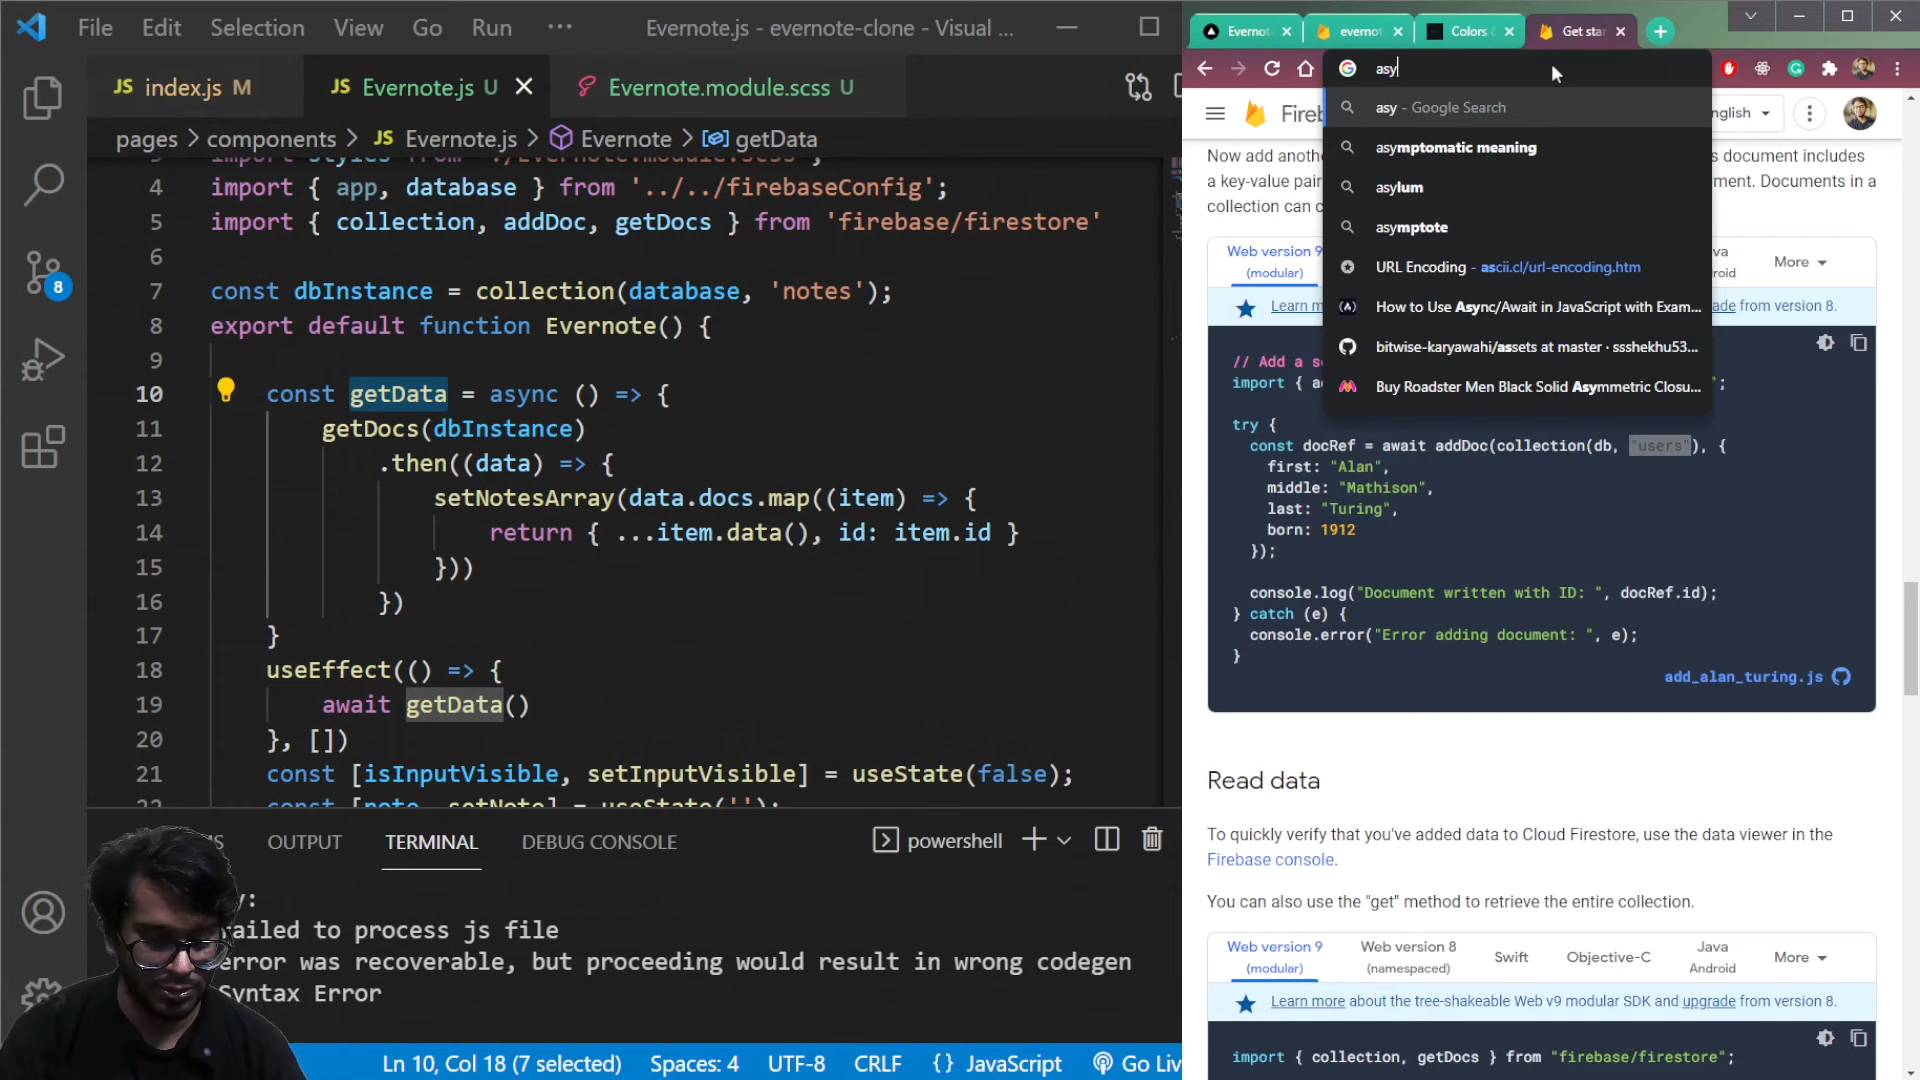 File Edit Selection View Go Run ··· Evernote.js - evernote-clone - Visual ...
JS index.js M JS Evernote.js U Evernote.module.scss U
pages > components > JS Evernote.js > Evernote > getData
4 import { app, database } from '../../firebaseConfig';
5 import { collection, addDoc, getDocs } from 'firebase/firestore'
6
7 const dbInstance = collection(database, 'notes');
8 export default function Evernote() {
9
10 const getData = async () => {
11 getDocs(dbInstance)
12 .then((data) => {
13 setNotesArray(data.docs.map((item) => {
14 return { ...item.data(), id: item.id }
15 }))
16 })
17 }
18 useEffect(() => {
19 await getData()
20 }, [])
21 const [isInputVisible, setInputVisible] = useState(false);
OUTPUT TERMINAL DEBUG CONSOLE powershell
failed to process js file
error was recoverable, but proceeding would result in wrong codegen
Syntax Error
8
Ln 10, Col 18 (7 selected) Spaces: 4 UTF-8 CRLF {} JavaScript Go Liv
Evernot evernot Colors Get star
asy
asy - Google Search
asymptomatic meaning
asylum
asymptote
URL Encoding - ascii.cl/url-encoding.htm
How to Use Async/Await in JavaScript with Exam...
bitwise-karyawahi/assets at master · ssshekhu53...
Buy Roadster Men Black Solid Asymmetric Closu...
Fireb nglish
Now add anoth s document includes
a key-value pair ment. Documents in a
collection can c
Web version 9
(modular)
va
droid
More
Learn m ade from version 8.
// Add a s
import { a ";
try {
const docRef = await addDoc(collection(db, "users"), {
first: "Alan",
middle: "Mathison",
last: "Turing",
born: 1912
});
console.log("Document written with ID: ", docRef.id);
} catch (e) {
console.error("Error adding document: ", e);
}
add_alan_turing.js
Read data
To quickly verify that you've added data to Cloud Firestore, use the data viewer in the
Firebase console.
You can also use the "get" method to retrieve the entire collection.
Web version 9
(modular)
Web version 8
(namespaced)
Swift
Objective-C
Java
Android
More
Learn more about the tree-shakeable Web v9 modular SDK and upgrade from version 8.
import { collection, getDocs } from "firebase/firestore";